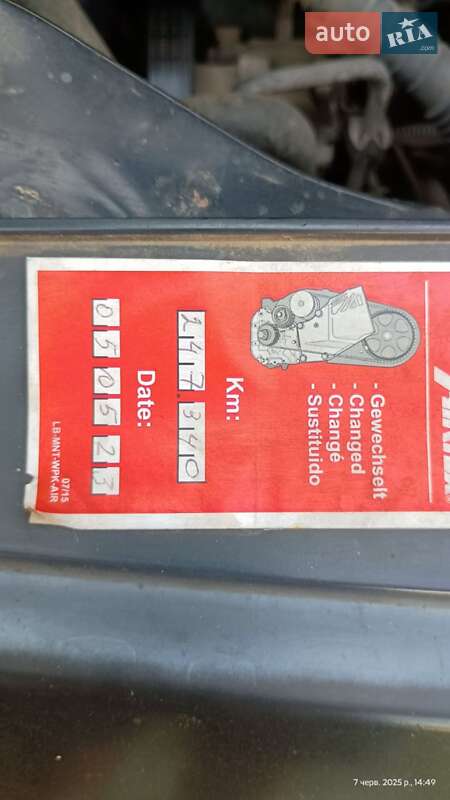 auto RIA.com
- Gewechselt
- Changed
- Changé
- Sustituido
Km:
247.340
Date:
05 05 23
LB-MNT-WPK-AIR 07/15
7 черв. 2025 р., 14:49